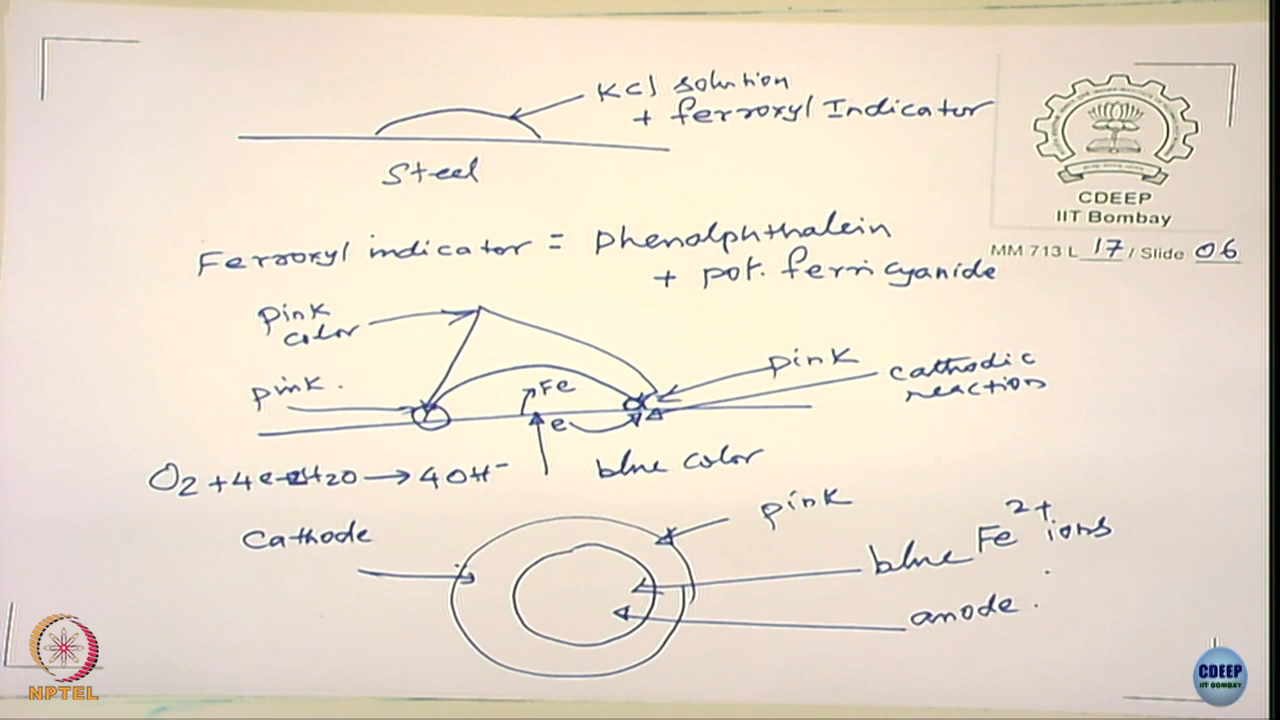 KCl solution
+ ferroxyl Indicator
Steel
CDEEP
IIT Bombay
MM 713 L 17 / Slide 06
Ferroxyl indicator = phenolphthalein
+ pot. ferricyanide
pink
color
pink.
Fe
e
pink
cathodic
reaction
blue color
O2 + 4e + 2H2O → 4OH-
Cathode
pink
blue Fe2+ ions
anode.
NPTEL
CDEEP
IIT BOMBAY